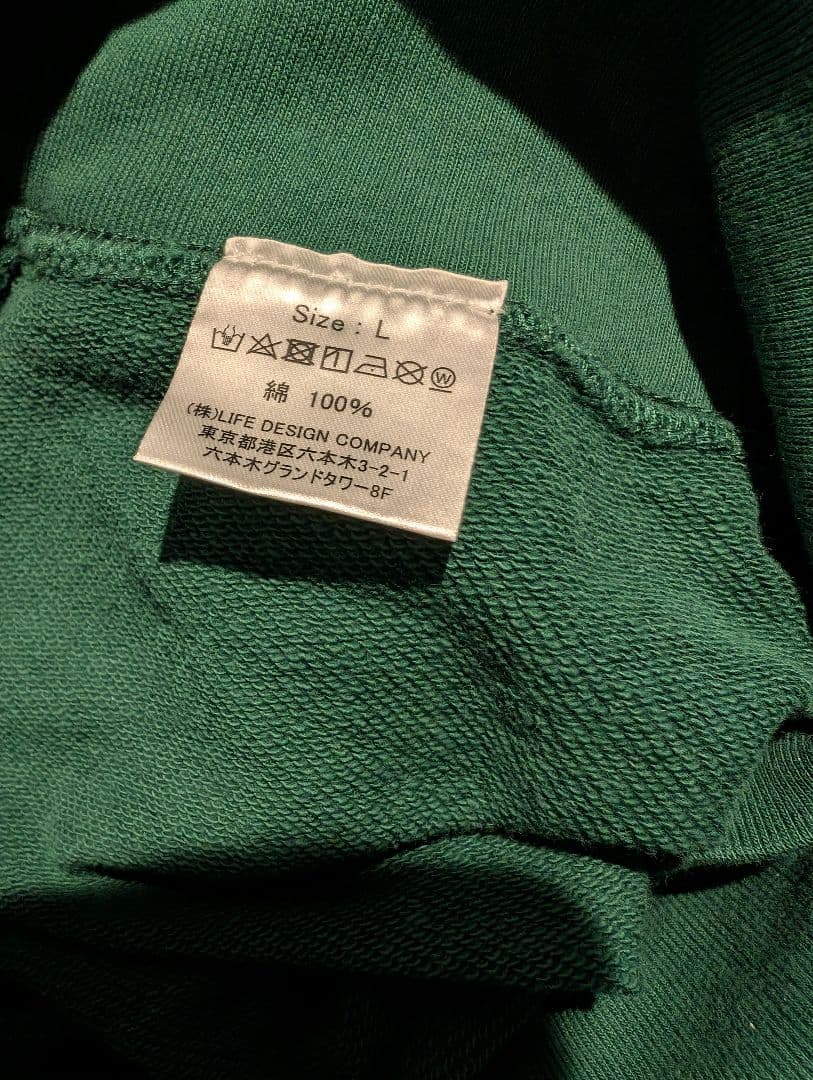 Size : L
綿 100%
(株)LIFE DESIGN COMPANY
東京都港区六本木3-2-1
六本木グランドタワー8F